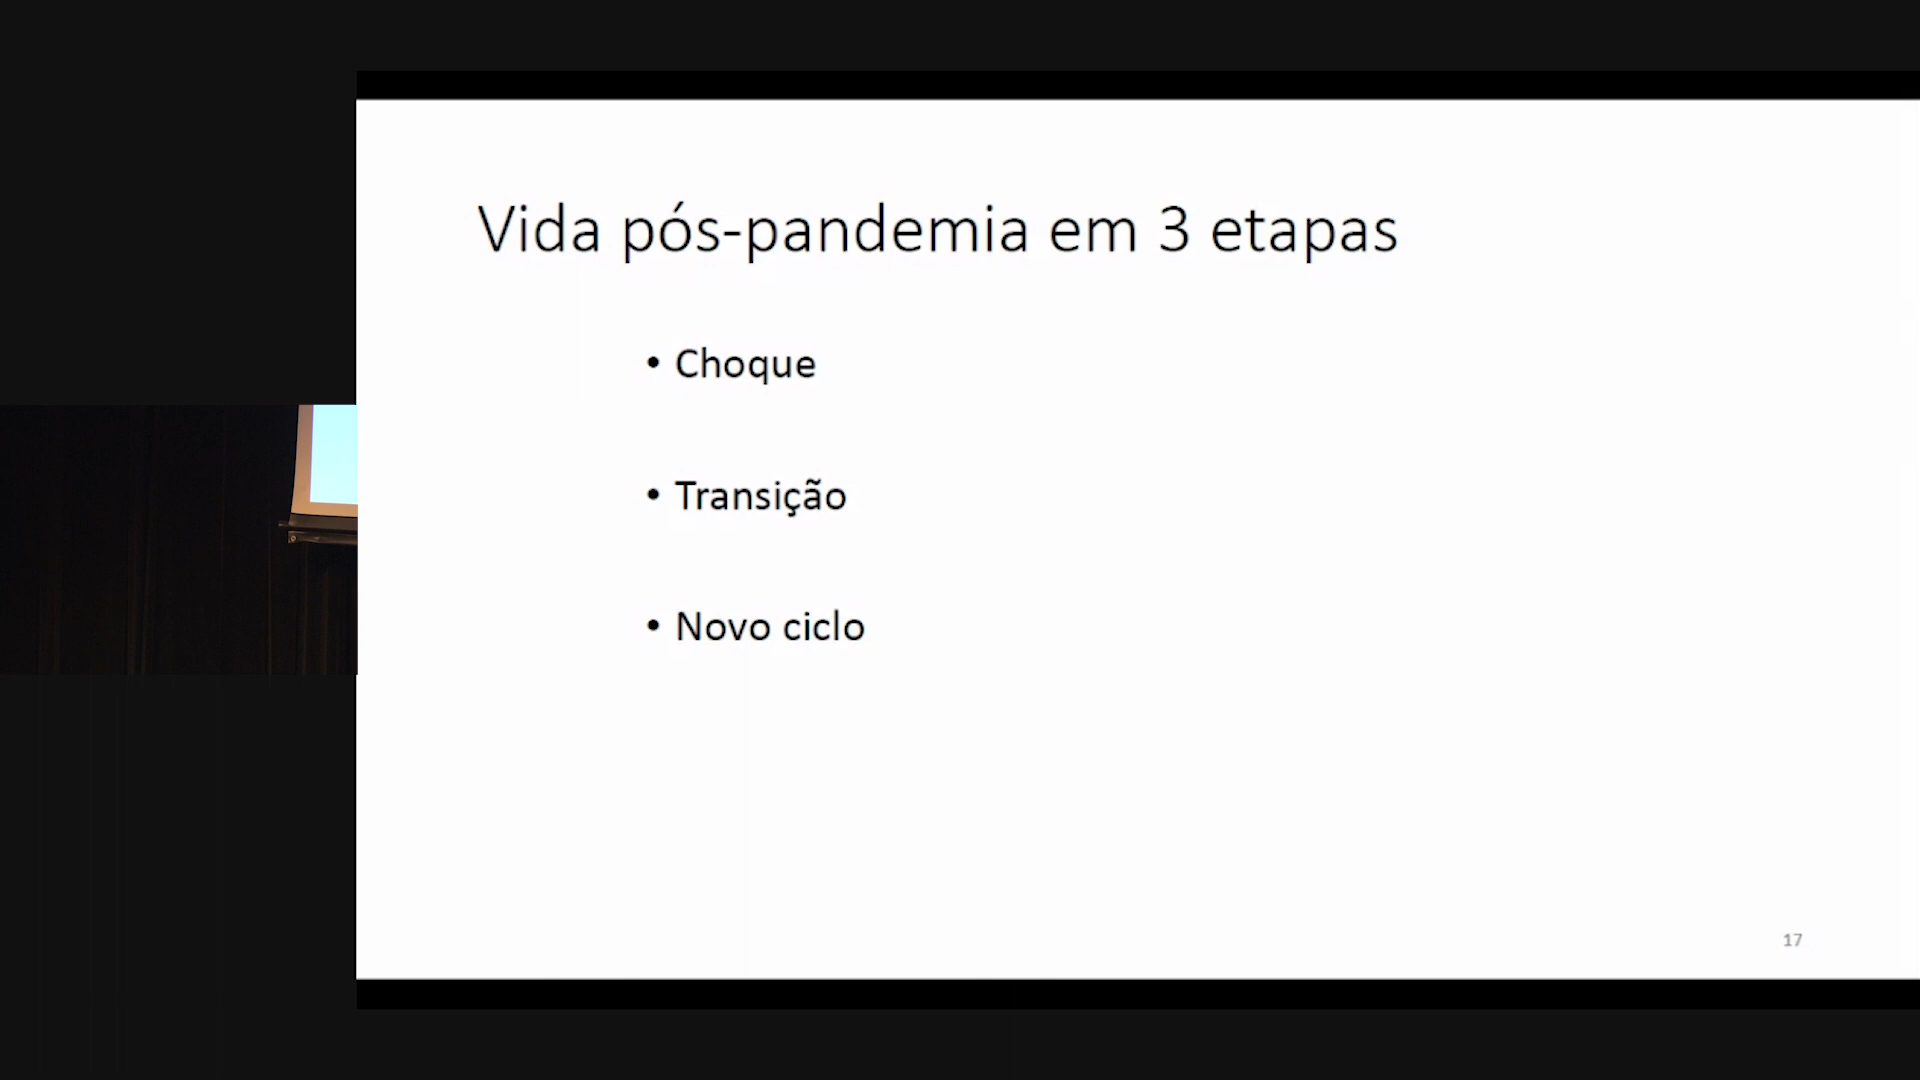 Vida pós-pandemia em 3 etapas
• Choque
• Transição
• Novo ciclo
17